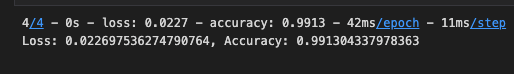 4/4 - 0s - loss: 0.0227 - accuracy: 0.9913 - 42ms/epoch - 11ms/step
Loss: 0.022697536274790764, Accuracy: 0.991304337978363